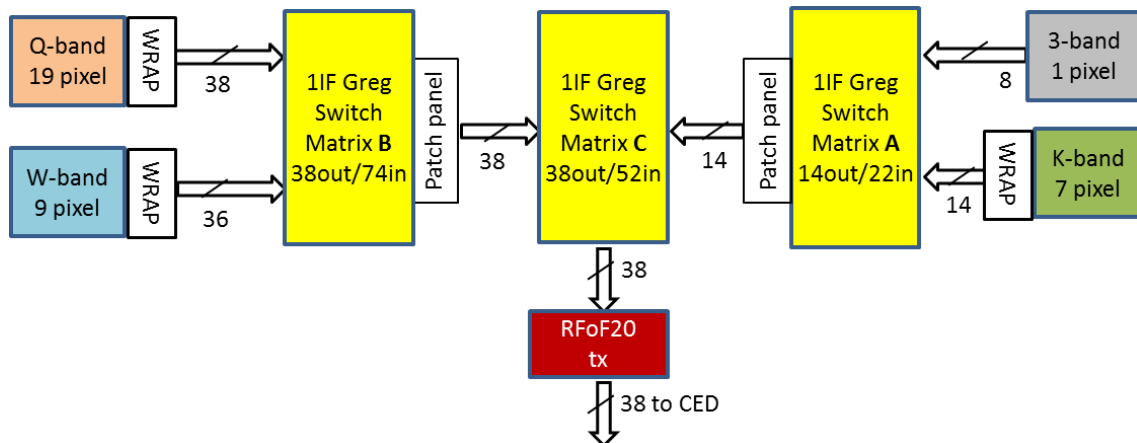 Q-band
19 pixel
WRAP
38
W-band
9 pixel
WRAP
36
1IF Greg
Switch
Matrix B
38out/74in
Patch panel
38
1IF Greg
Switch
Matrix C
38out/52in
14
Patch panel
1IF Greg
Switch
Matrix A
14out/22in
8
3-band
1 pixel
14
WRAP
K-band
7 pixel
38
RFoF20
tx
38 to CED